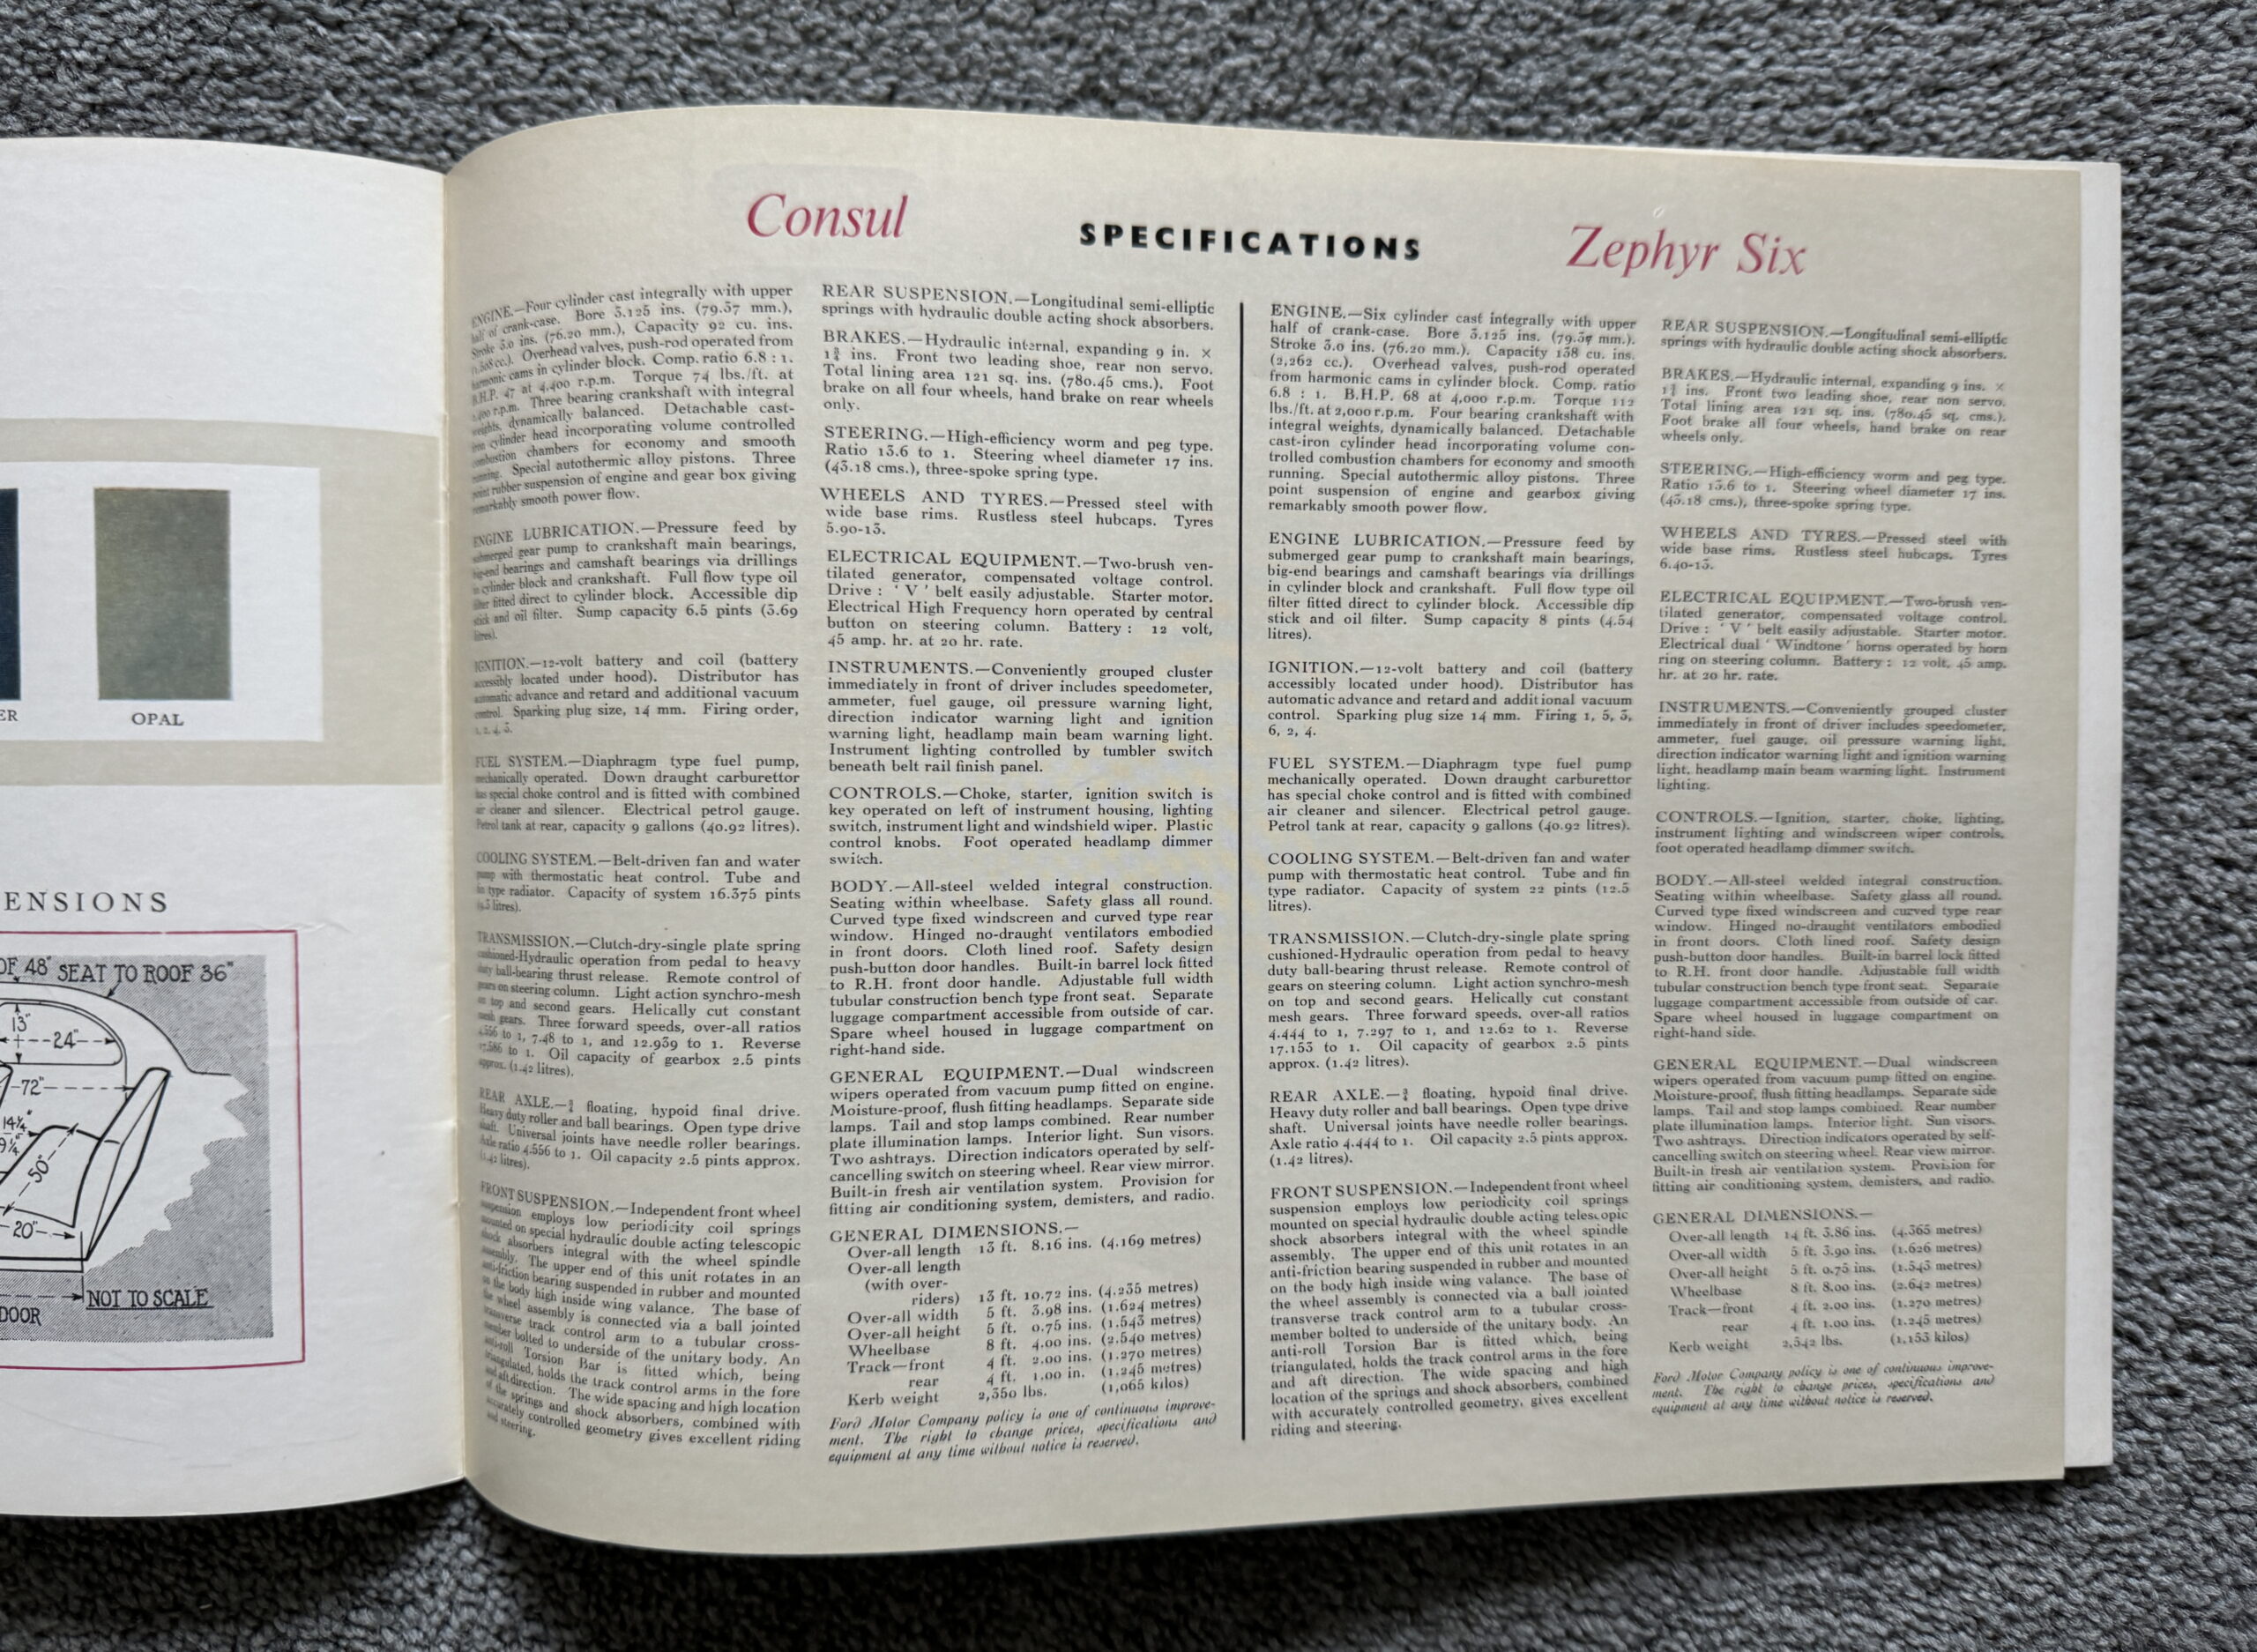 ER
OPAL
ENSIONS
OF 48" SEAT TO ROOF 36"
13"
24"
72"
14¼"
9¼"
50"
20"
NOT TO SCALE
DOOR
Consul
SPECIFICATIONS
Zephyr Six
ENGINE.—Four cylinder cast integrally with upper
half of crank-case. Bore 3.125 ins. (79.37 mm.),
Stroke 3.0 ins. (76.20 mm.), Capacity 92 cu. ins.
(1,508 cc.). Overhead valves, push-rod operated from
harmonic cams in cylinder block. Comp. ratio 6.8 : 1.
B.H.P. 47 at 4,400 r.p.m. Torque 74 lbs./ft. at
r.p.m. Three bearing crankshaft with integral
weights, dynamically balanced. Detachable cast-
iron cylinder head incorporating volume controlled
combustion chambers for economy and smooth
running. Special autothermic alloy pistons. Three
point rubber suspension of engine and gear box giving
remarkably smooth power flow.
ENGINE LUBRICATION.—Pressure feed by
submerged gear pump to crankshaft main bearings,
big-end bearings and camshaft bearings via drillings
in cylinder block and crankshaft. Full flow type oil
filter fitted direct to cylinder block. Accessible dip
stick and oil filter. Sump capacity 6.5 pints (3.69
litres).
IGNITION.—12-volt battery and coil (battery
accessibly located under hood). Distributor has
automatic advance and retard and additional vacuum
control. Sparking plug size, 14 mm. Firing order,
1, 2, 4, 3.
FUEL SYSTEM.—Diaphragm type fuel pump,
mechanically operated. Down draught carburettor
has special choke control and is fitted with combined
air cleaner and silencer. Electrical petrol gauge.
Petrol tank at rear, capacity 9 gallons (40.92 litres).
COOLING SYSTEM.—Belt-driven fan and water
pump with thermostatic heat control. Tube and
fin type radiator. Capacity of system 16.375 pints
(9.3 litres).
TRANSMISSION.—Clutch-dry-single plate spring
cushioned-Hydraulic operation from pedal to heavy
duty ball-bearing thrust release. Remote control of
gears on steering column. Light action synchro-mesh
on top and second gears. Helically cut constant
mesh gears. Three forward speeds, over-all ratios
4.556 to 1, 7.48 to 1, and 12.939 to 1. Reverse
17.586 to 1. Oil capacity of gearbox 2.5 pints
approx. (1.42 litres).
REAR AXLE.—¾ floating, hypoid final drive.
Heavy duty roller and ball bearings. Open type drive
shaft. Universal joints have needle roller bearings.
Axle ratio 4.556 to 1. Oil capacity 2.5 pints approx.
(1.42 litres).
FRONT SUSPENSION.—Independent front wheel
suspension employs low periodicity coil springs
mounted on special hydraulic double acting telescopic
shock absorbers integral with the wheel spindle
assembly. The upper end of this unit rotates in an
anti-friction bearing suspended in rubber and mounted
on the body high inside wing valance. The base of
the wheel assembly is connected via a ball jointed
transverse track control arm to a tubular cross-
member bolted to underside of the unitary body. An
anti-roll Torsion Bar is fitted which, being
triangulated, holds the track control arms in the fore
and aft direction. The wide spacing and high location
of the springs and shock absorbers, combined with
accurately controlled geometry gives excellent riding
and steering.
REAR SUSPENSION.—Longitudinal semi-elliptic
springs with hydraulic double acting shock absorbers.
BRAKES.—Hydraulic internal, expanding 9 in. ×
1¾ ins. Front two leading shoe, rear non servo.
Total lining area 121 sq. ins. (780.45 cms.). Foot
brake on all four wheels, hand brake on rear wheels
only.
STEERING.—High-efficiency worm and peg type.
Ratio 13.6 to 1. Steering wheel diameter 17 ins.
(43.18 cms.), three-spoke spring type.
WHEELS AND TYRES.—Pressed steel with
wide base rims. Rustless steel hubcaps. Tyres
5.90-13.
ELECTRICAL EQUIPMENT.—Two-brush ven-
tilated generator, compensated voltage control.
Drive : ' V ' belt easily adjustable. Starter motor.
Electrical High Frequency horn operated by central
button on steering column. Battery : 12 volt,
45 amp. hr. at 20 hr. rate.
INSTRUMENTS.—Conveniently grouped cluster
immediately in front of driver includes speedometer,
ammeter, fuel gauge, oil pressure warning light,
direction indicator warning light and ignition
warning light, headlamp main beam warning light.
Instrument lighting controlled by tumbler switch
beneath belt rail finish panel.
CONTROLS.—Choke, starter, ignition switch is
key operated on left of instrument housing, lighting
switch, instrument light and windshield wiper. Plastic
control knobs. Foot operated headlamp dimmer
switch.
BODY.—All-steel welded integral construction.
Seating within wheelbase. Safety glass all round.
Curved type fixed windscreen and curved type rear
window. Hinged no-draught ventilators embodied
in front doors. Cloth lined roof. Safety design
push-button door handles. Built-in barrel lock fitted
to R.H. front door handle. Adjustable full width
tubular construction bench type front seat. Separate
luggage compartment accessible from outside of car.
Spare wheel housed in luggage compartment on
right-hand side.
GENERAL EQUIPMENT.—Dual windscreen
wipers operated from vacuum pump fitted on engine.
Moisture-proof, flush fitting headlamps. Separate side
lamps. Tail and stop lamps combined. Rear number
plate illumination lamps. Interior light. Sun visors.
Two ashtrays. Direction indicators operated by self-
cancelling switch on steering wheel. Rear view mirror.
Built-in fresh air ventilation system. Provision for
fitting air conditioning system, demisters, and radio.
GENERAL DIMENSIONS.—
Over-all length 13 ft. 8.16 ins. (4.169 metres)
Over-all length
(with over-
riders) 13 ft. 10.72 ins. (4.235 metres)
Over-all width 5 ft. 3.98 ins. (1.624 metres)
Over-all height 5 ft. 0.75 ins. (1.543 metres)
Wheelbase 8 ft. 4.00 ins. (2.540 metres)
Track—front 4 ft. 2.00 ins. (1.270 metres)
rear 4 ft. 1.00 in. (1.245 metres)
Kerb weight 2,350 lbs. (1,065 kilos)
Ford Motor Company policy is one of continuous improve-
ment. The right to change prices, specifications and
equipment at any time without notice is reserved.
ENGINE.—Six cylinder cast integrally with upper
half of crank-case. Bore 3.125 ins. (79.37 mm.).
Stroke 3.0 ins. (76.20 mm.). Capacity 138 cu. ins.
(2,262 cc.). Overhead valves, push-rod operated
from harmonic cams in cylinder block. Comp. ratio
6.8 : 1. B.H.P. 68 at 4,000 r.p.m. Torque 112
lbs./ft. at 2,000 r.p.m. Four bearing crankshaft with
integral weights, dynamically balanced. Detachable
cast-iron cylinder head incorporating volume con-
trolled combustion chambers for economy and smooth
running. Special autothermic alloy pistons. Three
point suspension of engine and gearbox giving
remarkably smooth power flow.
ENGINE LUBRICATION.—Pressure feed by
submerged gear pump to crankshaft main bearings,
big-end bearings and camshaft bearings via drillings
in cylinder block and crankshaft. Full flow type oil
filter fitted direct to cylinder block. Accessible dip
stick and oil filter. Sump capacity 8 pints (4.54
litres).
IGNITION.—12-volt battery and coil (battery
accessibly located under hood). Distributor has
automatic advance and retard and additional vacuum
control. Sparking plug size 14 mm. Firing 1, 5, 3,
6, 2, 4.
FUEL SYSTEM.—Diaphragm type fuel pump
mechanically operated. Down draught carburettor
has special choke control and is fitted with combined
air cleaner and silencer. Electrical petrol gauge.
Petrol tank at rear, capacity 9 gallons (40.92 litres).
COOLING SYSTEM.—Belt-driven fan and water
pump with thermostatic heat control. Tube and fin
type radiator. Capacity of system 22 pints (12.5
litres).
TRANSMISSION.—Clutch-dry-single plate spring
cushioned-Hydraulic operation from pedal to heavy
duty ball-bearing thrust release. Remote control of
gears on steering column. Light action synchro-mesh
on top and second gears. Helically cut constant
mesh gears. Three forward speeds, over-all ratios
4.444 to 1, 7.297 to 1, and 12.62 to 1. Reverse
17.153 to 1. Oil capacity of gearbox 2.5 pints
approx. (1.42 litres).
REAR AXLE.—¾ floating, hypoid final drive.
Heavy duty roller and ball bearings. Open type drive
shaft. Universal joints have needle roller bearings.
Axle ratio 4.444 to 1. Oil capacity 2.5 pints approx.
(1.42 litres).
FRONT SUSPENSION.—Independent front wheel
suspension employs low periodicity coil springs
mounted on special hydraulic double acting telescopic
shock absorbers integral with the wheel spindle
assembly. The upper end of this unit rotates in an
anti-friction bearing suspended in rubber and mounted
on the body high inside wing valance. The base of
the wheel assembly is connected via a ball jointed
transverse track control arm to a tubular cross-
member bolted to underside of the unitary body. An
anti-roll Torsion Bar is fitted which, being
triangulated, holds the track control arms in the fore
and aft direction. The wide spacing and high
location of the springs and shock absorbers, combined
with accurately controlled geometry, gives excellent
riding and steering.
REAR SUSPENSION.—Longitudinal semi-elliptic
springs with hydraulic double acting shock absorbers.
BRAKES.—Hydraulic internal, expanding 9 ins. ×
1¾ ins. Front two leading shoe, rear non servo.
Total lining area 121 sq. ins. (780.45 sq. cms.).
Foot brake all four wheels, hand brake on rear
wheels only.
STEERING.—High-efficiency worm and peg type.
Ratio 13.6 to 1. Steering wheel diameter 17 ins.
(43.18 cms.), three-spoke spring type.
WHEELS AND TYRES.—Pressed steel with
wide base rims. Rustless steel hubcaps. Tyres
6.40-13.
ELECTRICAL EQUIPMENT.—Two-brush ven-
tilated generator, compensated voltage control.
Drive : ' V ' belt easily adjustable. Starter motor.
Electrical dual ' Windtone ' horns operated by horn
ring on steering column. Battery : 12 volt, 45 amp.
hr. at 20 hr. rate.
INSTRUMENTS.—Conveniently grouped cluster
immediately in front of driver includes speedometer,
ammeter, fuel gauge, oil pressure warning light,
direction indicator warning light and ignition warning
light, headlamp main beam warning light. Instrument
lighting.
CONTROLS.—Ignition, starter, choke, lighting,
instrument lighting and windscreen wiper controls,
foot operated headlamp dimmer switch.
BODY.—All-steel welded integral construction.
Seating within wheelbase. Safety glass all round.
Curved type fixed windscreen and curved type rear
window. Hinged no-draught ventilators embodied
in front doors. Cloth lined roof. Safety design
push-button door handles. Built-in barrel lock fitted
to R.H. front door handle. Adjustable full width
tubular construction bench type front seat. Separate
luggage compartment accessible from outside of car.
Spare wheel housed in luggage compartment on
right-hand side.
GENERAL EQUIPMENT.—Dual windscreen
wipers operated from vacuum pump fitted on engine.
Moisture-proof, flush fitting headlamps. Separate side
lamps. Tail and stop lamps combined. Rear number
plate illumination lamps. Interior light. Sun visors.
Two ashtrays. Direction indicators operated by self-
cancelling switch on steering wheel. Rear view mirror.
Built-in fresh air ventilation system. Provision for
fitting air conditioning system, demisters, and radio.
GENERAL DIMENSIONS.—
Over-all length 14 ft. 3.86 ins. (4.365 metres)
Over-all width 5 ft. 3.90 ins. (1.626 metres)
Over-all height 5 ft. 0.75 ins. (1.543 metres)
Wheelbase 8 ft. 8.00 ins. (2.642 metres)
Track—front 4 ft. 2.00 ins. (1.270 metres)
rear 4 ft. 1.00 ins. (1.245 metres)
Kerb weight 2,542 lbs. (1,153 kilos)
Ford Motor Company policy is one of continuous improve-
ment. The right to change prices, specifications and
equipment at any time without notice is reserved.